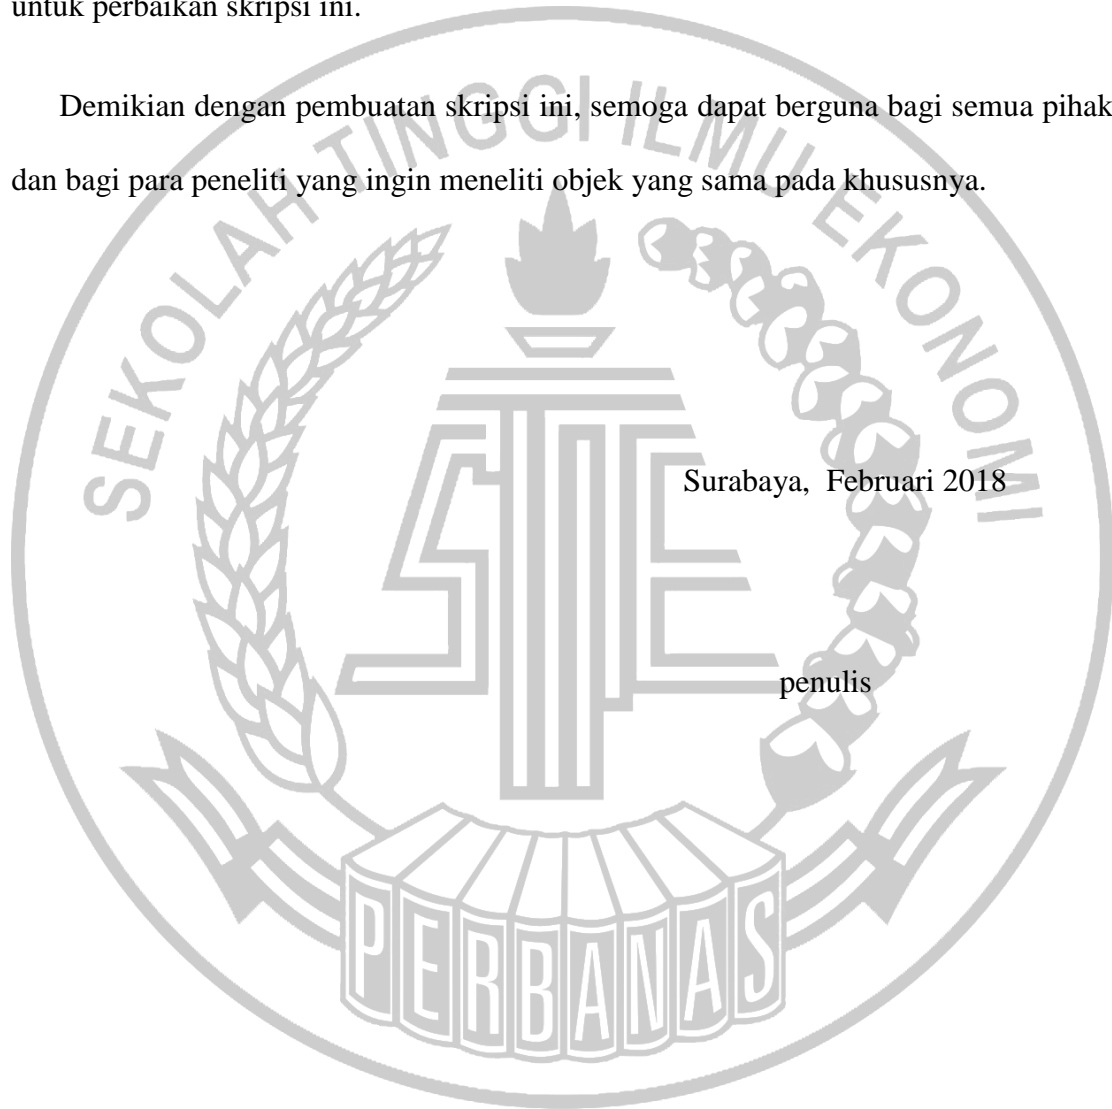 untuk perbaikan skripsi ini.
Demikian dengan pembuatan skripsi ini, semoga dapat berguna bagi semua pihak
dan bagi para peneliti yang ingin meneliti objek yang sama pada khususnya.
SEKOLAH TINGGI ILMU EKONOMI
Surabaya, Februari 2018
STIE
penulis
PERBANAS